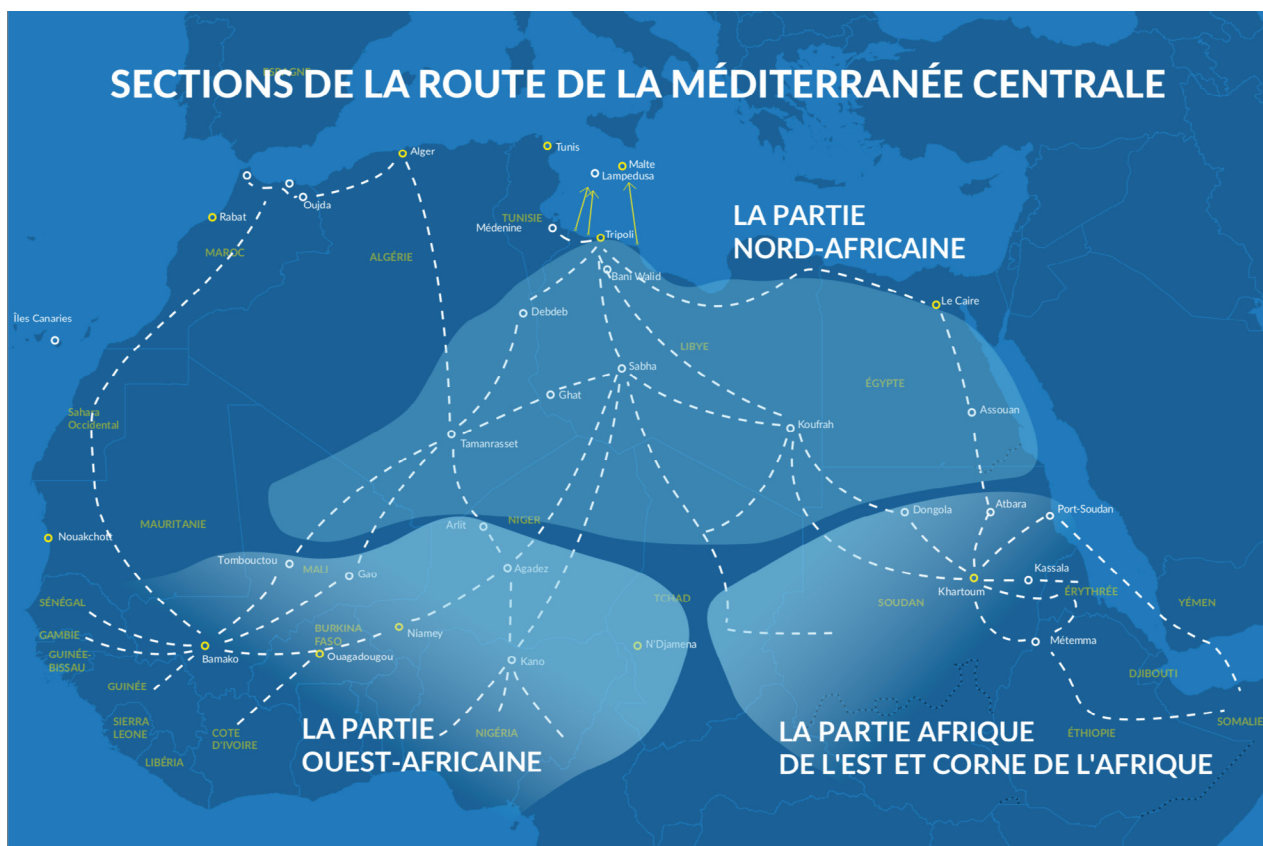 ESPAGNE
SECTIONS DE LA ROUTE DE LA MÉDITERRANÉE CENTRALE
Alger
Tunis
Malte
Lampedusa
Oujda
Rabat
TUNISIE
Médenine
Tripoli
LA PARTIE
NORD-AFRICAINE
MAROC
ALGÉRIE
Bani Walid
Le Caire
Îles Canaries
Debdeb
LIBYE
Sabha
ÉGYPTE
Ghat
Sahara
Occidental
Assouan
Koufrah
Tamanrasset
Atbara
Dongola
Port-Soudan
MAURITANIE
Arlit
NIGER
Nouakchott
Tombouctou
MALI
Gao
Agadez
Kassala
Khartoum
ÉRYTHRÉE
TCHAD
SOUDAN
YÉMEN
SÉNÉGAL
GAMBIE
BURKINA
FASO
Niamey
Métemma
N'Djamena
GUINÉE-
BISSAU
Bamako
Ouagadougou
Kano
DJIBOUTI
GUINÉE
SIERRA
LEONE
COTE
D'IVOIRE
LA PARTIE
OUEST-AFRICAINE
NIGÉRIA
LA PARTIE AFRIQUE
DE L'EST ET CORNE DE L'AFRIQUE
ÉTHIOPIE
SOMALIE
LIBÉRIA